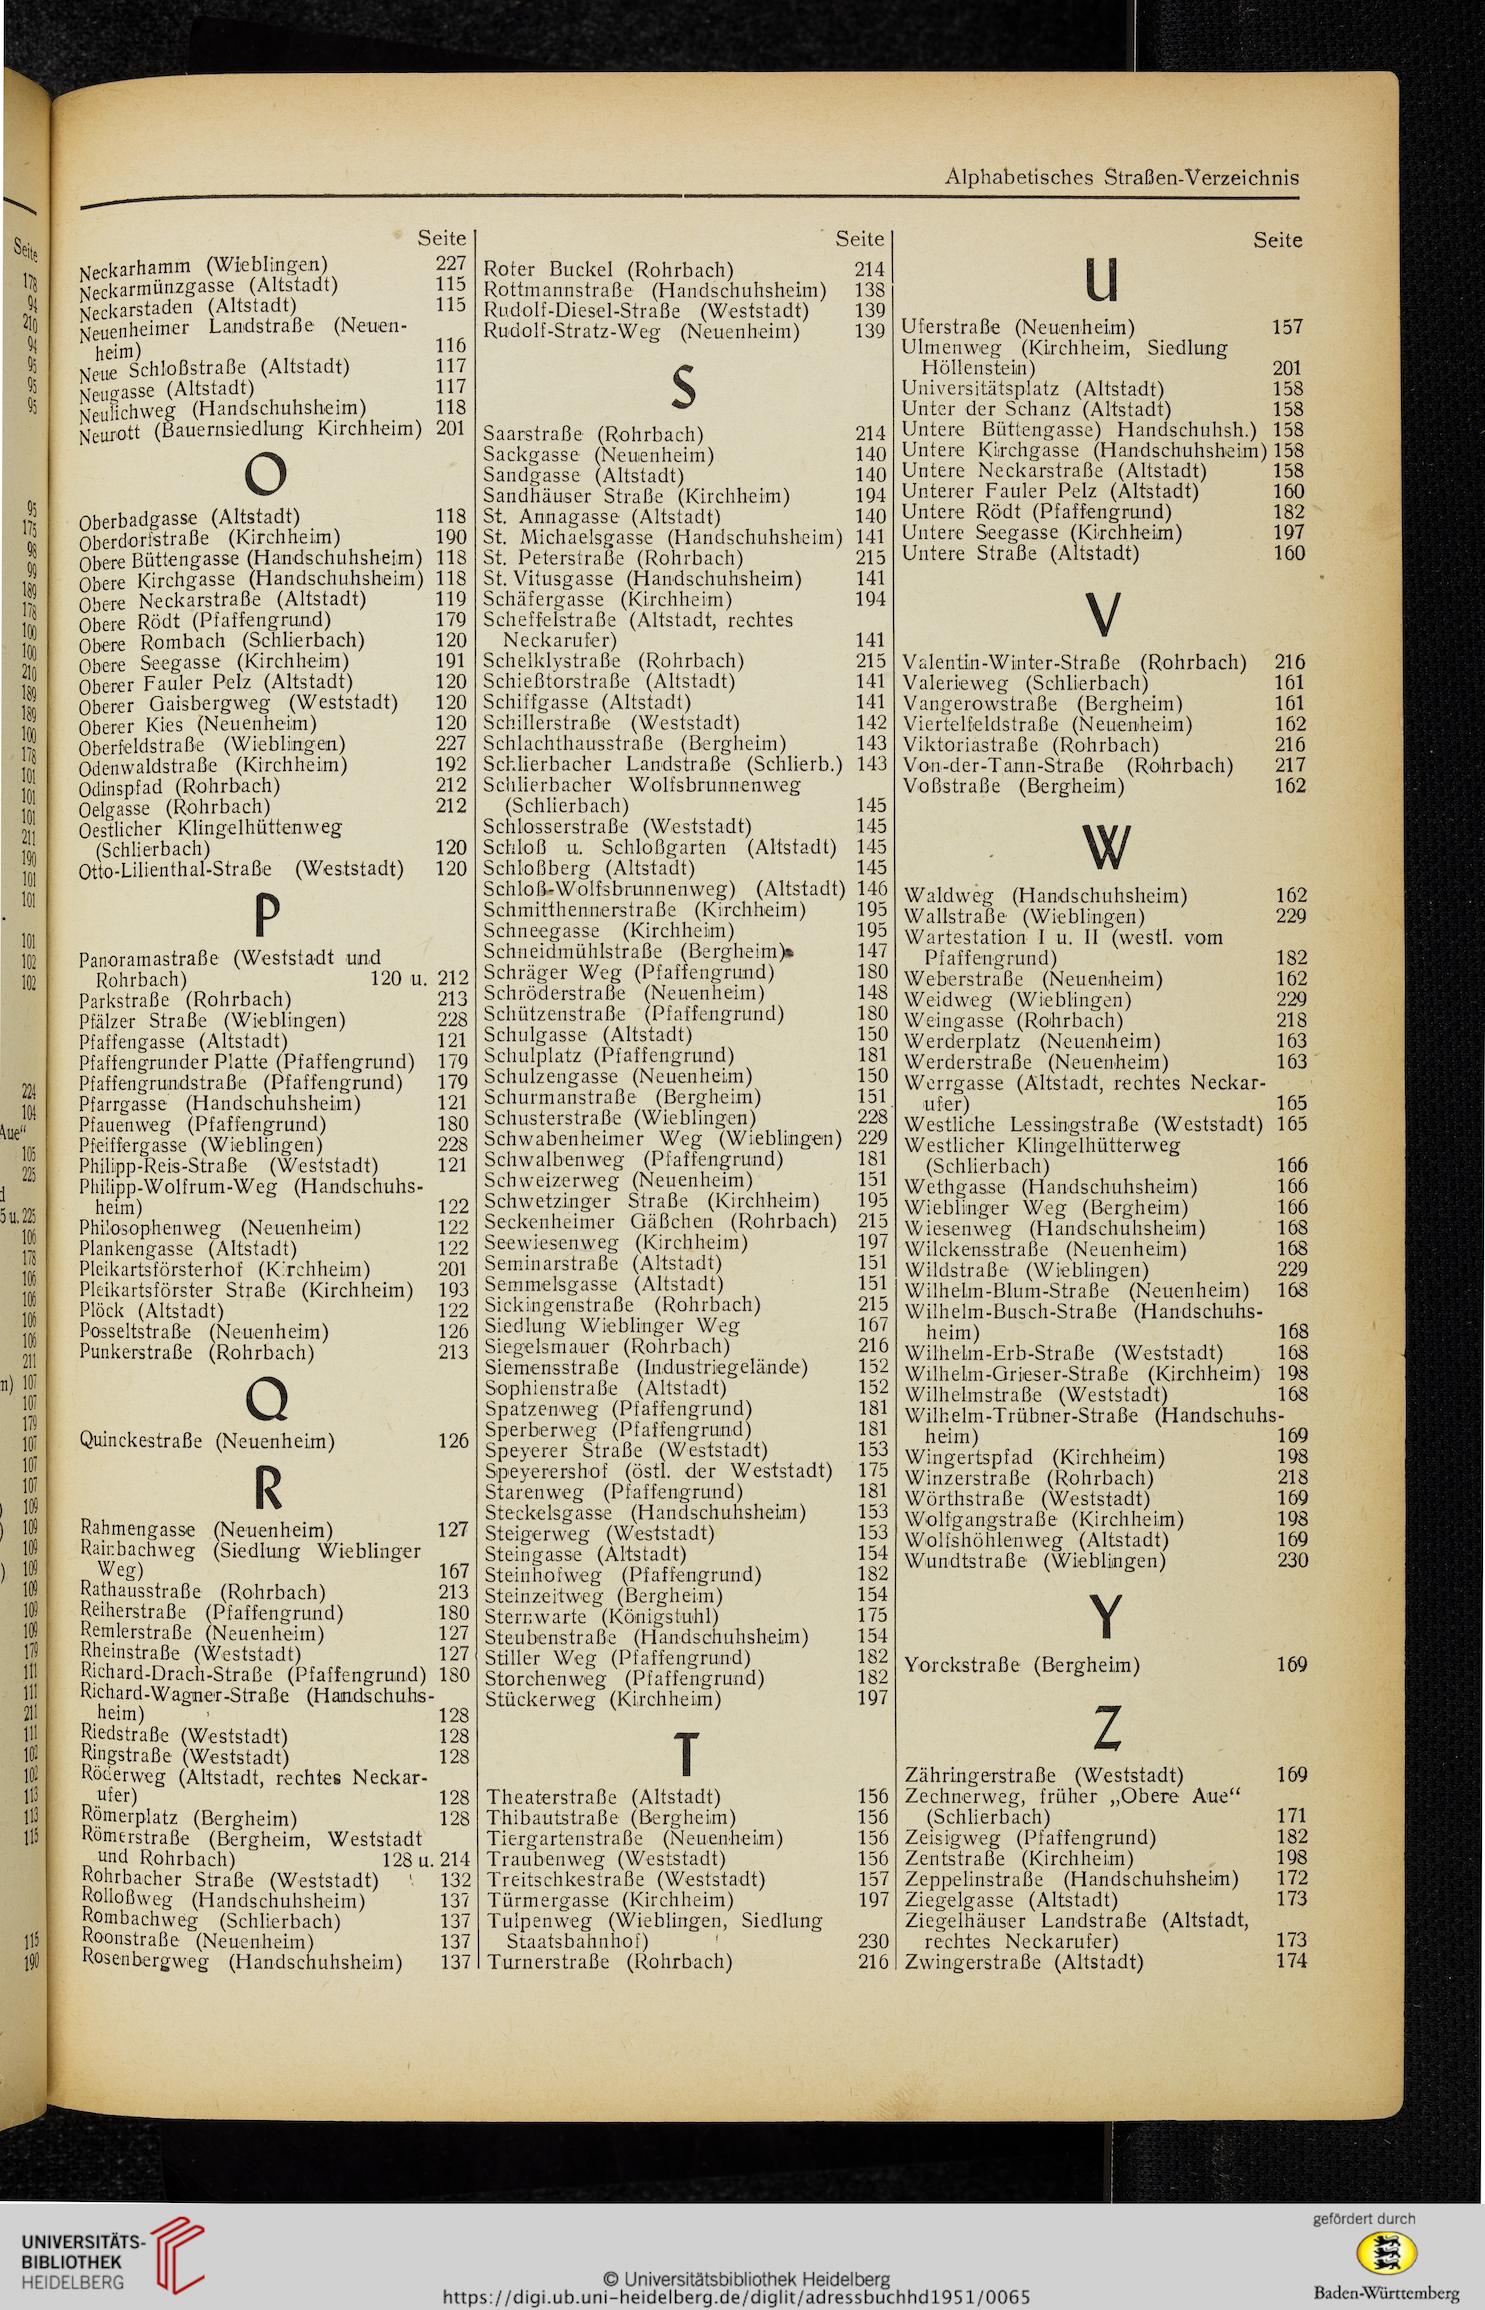 Alphabetisches Straßen-Verzeichnis
Seite
Neckarhamm (Wieblingen) 227
Neckarmünzgasse (Altstadt) 115
Neckarstaden (Altstadt) 115
Neuenheimer Landstraße (Neuen-
heim) 116
Neue Schloßstraße (Altstadt) 117
Neugasse (Altstadt) 117
Neulichweg (Handschuhsheim) 118
Neurott (Bauernsiedlung Kirchheim) 201
O
Oberbadgasse (Altstadt) 118
Oberdorfstraße (Kirchheim) 190
Obere Büttengasse (Handschuhsheim) 118
Obere Kirchgasse (Handschuhsheim) 118
Obere Neckarstraße (Altstadt) 119
Obere Rödt (Pfaffengrund) 179
Obere Rombach (Schlierbach) 120
Obere Seegasse (Kirchheim) 191
Oberer Fauler Pelz (Altstadt) 120
Oberer Gaisbergweg (Weststadt) 120
Oberer Kies (Neuenheim) 120
Oberfeldstraße (Wieblingen) 227
Odenwaldstraße (Kirchheim) 192
Odinspfad (Rohrbach) 212
Oelgasse (Rohrbach) 212
Oestlicher Klingelhüttenweg
(Schlierbach) 120
Otto-Lilienthal-Straße (Weststadt) 120
P
Panoramastraße (Weststadt und
Rohrbach) 120 u. 212
Parkstraße (Rohrbach) 213
Pfälzer Straße (Wieblingen) 228
Pfaffengasse (Altstadt) 121
Pfaffengrunder Platte (Pfaffengrund) 179
Pfaffengrundstraße (Pfaffengrund) 179
Pfarrgasse (Handschuhsheim) 121
Pfauenweg (Pfaffengrund) 180
Pfeiffergasse (Wieblingen) 228
Philipp-Reis-Straße (Weststadt) 121
Philipp-Wolfrum-Weg (Handschuhs-
heim) 122
Philosophenweg (Neuenheim) 122
Plankengasse (Altstadt) 122
Pleikartsförsterhof (Kirchheim) 201
Pleikartsförster Straße (Kirchheim) 193
Plöck (Altstadt) 122
Posseltstraße (Neuenheim) 126
Punkerstraße (Rohrbach) 213
Q
Quinckestraße (Neuenheim) 126
R
Rahmengasse (Neuenheim) 127
Rainbachweg (Siedlung Wieblinger
Weg) 167
Rathausstraße (Rohrbach) 213
Reiherstraße (Pfaffengrund) 180
Remlerstraße (Neuenheim) 127
Rheinstraße (Weststadt) 127
Richard-Drach-Straße (Pfaffengrund) 180
Richard-Wagner-Straße (Handschuhs-
heim) 128
Riedstraße (Weststadt) 128
Ringstraße (Weststadt) 128
Röderweg (Altstadt, rechtes Neckar-
ufer) 128
Römerplatz (Bergheim) 128
Römerstraße (Bergheim, Weststadt
und Rohrbach) 128 u. 214
Rohrbacher Straße (Weststadt) 132
Rolloßweg (Handschuhsheim) 137
Rombachweg (Schlierbach) 137
Roonstraße (Neuenheim) 137
Rosenbergweg (Handschuhsheim) 137
Seite
Roter Buckel (Rohrbach) 214
Rottmannstraße (Handschuhsheim) 138
Rudolf-Diesel-Straße (Weststadt) 139
Rudolf-Stratz-Weg (Neuenheim) 139
S
Saarstraße (Rohrbach) 214
Sackgasse (Neuenheim) 140
Sandgasse (Altstadt) 140
Sandhäuser Straße (Kirchheim) 194
St. Annagasse (Altstadt) 140
St. Michaelsgasse (Handschuhsheim) 141
St. Peterstraße (Rohrbach) 215
St. Vitusgasse (Handschuhsheim) 141
Schäfergasse (Kirchheim) 194
Scheffelstraße (Altstadt, rechtes
Neckarufer) 141
Schelklystraße (Rohrbach) 215
Schießtorstraße (Altstadt) 141
Schiffgasse (Altstadt) 141
Schillerstraße (Weststadt) 142
Schlachthausstraße (Bergheim) 143
Schlierbacher Landstraße (Schlierb.) 143
Schlierbacher Wolfsbrunnenweg
(Schlierbach) 145
Schlosserstraße (Weststadt) 145
Schloß u. Schloßgarten (Altstadt) 145
Schloßberg (Altstadt) 145
Schloß-Wolfsbrunnenweg) (Altstadt) 146
Schmitthennerstraße (Kirchheim) 195
Schneegasse (Kirchheim) 195
Schneidmühlstraße (Bergheim) 147
Schräger Weg (Pfaffengrund) 180
Schröderstraße (Neuenheim) 148
Schützenstraße (Pfaffengrund) 180
Schulgasse (Altstadt) 150
Schulplatz (Pfaffengrund) 181
Schulzengasse (Neuenheim) 150
Schurmanstraße (Bergheim) 151
Schusterstraße (Wieblingen) 228
Schwabenheimer Weg (Wieblingen) 229
Schwalbenweg (Pfaffengrund) 181
Schweizerweg (Neuenheim) 151
Schwetzinger Straße (Kirchheim) 195
Seckenheimer Gäßchen (Rohrbach) 215
Seewiesenweg (Kirchheim) 197
Seminarstraße (Altstadt) 151
Semmelsgasse (Altstadt) 151
Sickingenstraße (Rohrbach) 215
Siedlung Wieblinger Weg 167
Siegelsmauer (Rohrbach) 216
Siemensstraße (Industriegelände) 152
Sophienstraße (Altstadt) 152
Spatzenweg (Pfaffengrund) 181
Sperberweg (Pfaffengrund) 181
Speyerer Straße (Weststadt) 153
Speyerershof (östl. der Weststadt) 175
Starenweg (Pfaffengrund) 181
Steckelsgasse (Handschuhsheim) 153
Steigerweg (Weststadt) 153
Steingasse (Altstadt) 154
Steinhofweg (Pfaffengrund) 182
Steinzeitweg (Bergheim) 154
Sternwarte (Königstuhl) 175
Steubenstraße (Handschuhsheim) 154
Stiller Weg (Pfaffengrund) 182
Storchenweg (Pfaffengrund) 182
Stückerweg (Kirchheim) 197
T
Theaterstraße (Altstadt) 156
Thibautstraße (Bergheim) 156
Tiergartenstraße (Neuenheim) 156
Traubenweg (Weststadt) 156
Treitschkestraße (Weststadt) 157
Türmergasse (Kirchheim) 197
Tulpenweg (Wieblingen, Siedlung
Staatsbahnhof) 230
Turnerstraße (Rohrbach) 216
Seite
U
Uferstraße (Neuenheim) 157
Ulmenweg (Kirchheim, Siedlung
Höllenstein) 201
Universitätsplatz (Altstadt) 158
Unter der Schanz (Altstadt) 158
Untere Büttengasse) Handschuhsh.) 158
Untere Kirchgasse (Handschuhsheim) 158
Untere Neckarstraße (Altstadt) 158
Unterer Fauler Pelz (Altstadt) 160
Untere Rödt (Pfaffengrund) 182
Untere Seegasse (Kirchheim) 197
Untere Straße (Altstadt) 160
V
Valentin-Winter-Straße (Rohrbach) 216
Valerieweg (Schlierbach) 161
Vangerowstraße (Bergheim) 161
Viertelfeldstraße (Neuenheim) 162
Viktoriastraße (Rohrbach) 216
Von-der-Tann-Straße (Rohrbach) 217
Voßstraße (Bergheim) 162
W
Waldweg (Handschuhsheim) 162
Wallstraße (Wieblingen) 229
Wartestation I u. II (westl. vom
Pfaffengrund) 182
Weberstraße (Neuenheim) 162
Weidweg (Wieblingen) 229
Weingasse (Rohrbach) 218
Werderplatz (Neuenheim) 163
Werderstraße (Neuenheim) 163
Werrgasse (Altstadt, rechtes Neckar-
ufer) 165
Westliche Lessingstraße (Weststadt) 165
Westlicher Klingelhütterweg
(Schlierbach) 166
Wethgasse (Handschuhsheim) 166
Wieblinger Weg (Bergheim) 166
Wiesenweg (Handschuhsheim) 168
Wilckensstraße (Neuenheim) 168
Wildstraße (Wieblingen) 229
Wilhelm-Blum-Straße (Neuenheim) 168
Wilhelm-Busch-Straße (Handschuhs-
heim) 168
Wilhelm-Erb-Straße (Weststadt) 168
Wilhelm-Grieser-Straße (Kirchheim) 198
Wilhelmstraße (Weststadt) 168
Wilhelm-Trübner-Straße (Handschuhs-
heim) 169
Wingertspfad (Kirchheim) 198
Winzerstraße (Rohrbach) 218
Wörthstraße (Weststadt) 169
Wolfgangstraße (Kirchheim) 198
Wolfshöhlenweg (Altstadt) 169
Wundtstraße (Wieblingen) 230
Y
Yorckstraße (Bergheim) 169
Z
Zähringerstraße (Weststadt) 169
Zechnerweg, früher „Obere Aue“
(Schlierbach) 171
Zeisigweg (Pfaffengrund) 182
Zentstraße (Kirchheim) 198
Zeppelinstraße (Handschuhsheim) 172
Ziegelgasse (Altstadt) 173
Ziegelhäuser Landstraße (Altstadt,
rechtes Neckarufer) 173
Zwingerstraße (Altstadt) 174
UNIVERSITÄTS-
BIBLIOTHEK
HEIDELBERG
© Universitätsbibliothek Heidelberg
https://digi.ub.uni-heidelberg.de/diglit/adressbuchhd1951/0065
gefördert durch
Baden-Württemberg